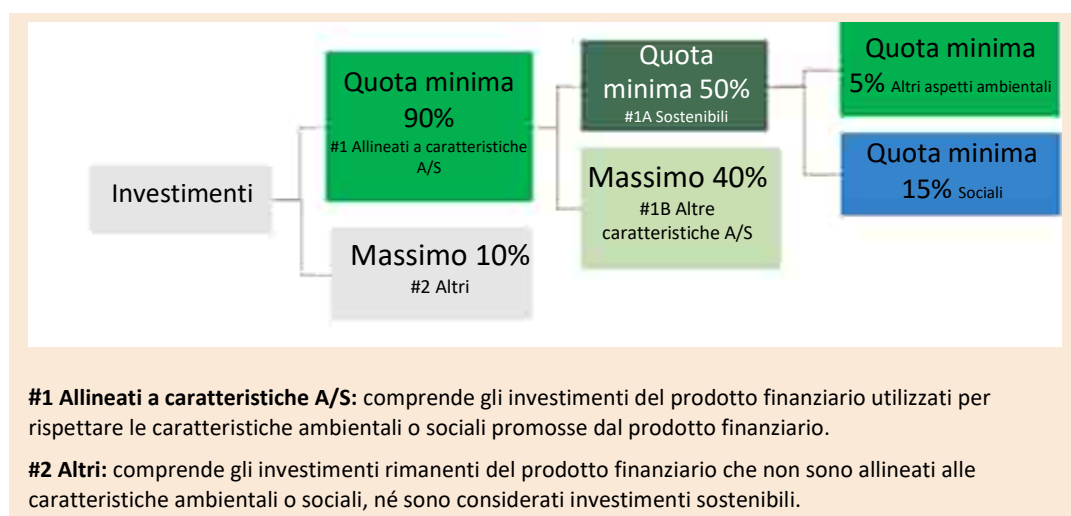 Investimenti
Quota minima
90%
#1 Allineati a caratteristiche
A/S
Massimo 10%
#2 Altri
Quota
minima 50%
#1A Sostenibili
Massimo 40%
#1B Altre
caratteristiche A/S
Quota minima
5% Altri aspetti ambientali
Quota minima
15% Sociali
#1 Allineati a caratteristiche A/S: comprende gli investimenti del prodotto finanziario utilizzati per
rispettare le caratteristiche ambientali o sociali promosse dal prodotto finanziario.
#2 Altri: comprende gli investimenti rimanenti del prodotto finanziario che non sono allineati alle
caratteristiche ambientali o sociali, né sono considerati investimenti sostenibili.